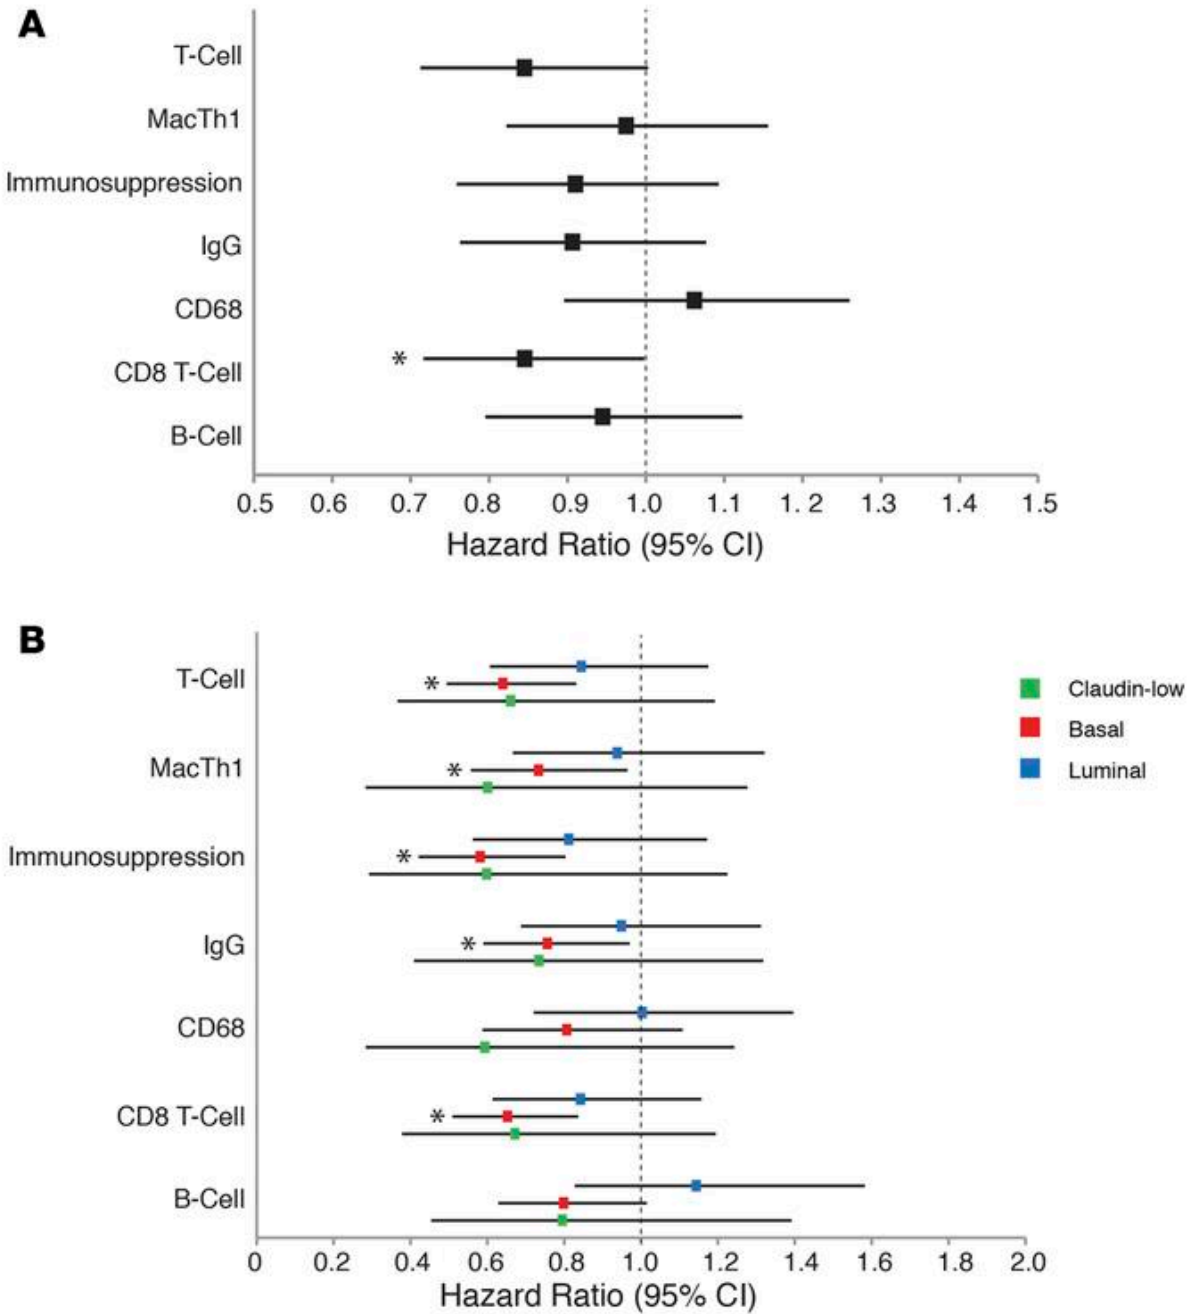 A
T-Cell
MacTh1
Immunosuppression
IgG
CD68
* CD8 T-Cell
B-Cell
0.5 0.6 0.7 0.8 0.9 1.0 1.1 1. 2 1.3 1.4 1.5
Hazard Ratio (95% CI)
B
T-Cell *
MacTh1 *
Immunosuppression *
IgG *
CD68
CD8 T-Cell *
B-Cell
Claudin-low
Basal
Luminal
0 0.2 0.4 0.6 0.8 1.0 1.2 1.4 1.6 1.8 2.0
Hazard Ratio (95% CI)